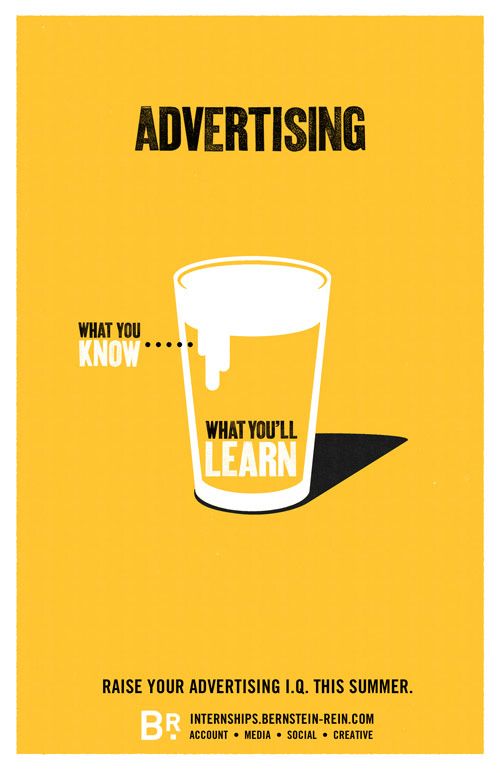 ADVERTISING
WHAT YOU
KNOW
WHAT YOU'LL
LEARN
RAISE YOUR ADVERTISING I.Q. THIS SUMMER.
BR
INTERNSHIPS.BERNSTEIN-REIN.COM
ACCOUNT • MEDIA • SOCIAL • CREATIVE